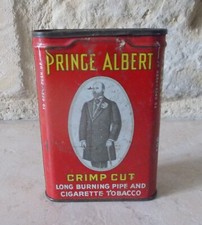 PRINCE ALBERT
CRIMP CUT
LONG BURNING PIPE AND
CIGARETTE TOBACCO